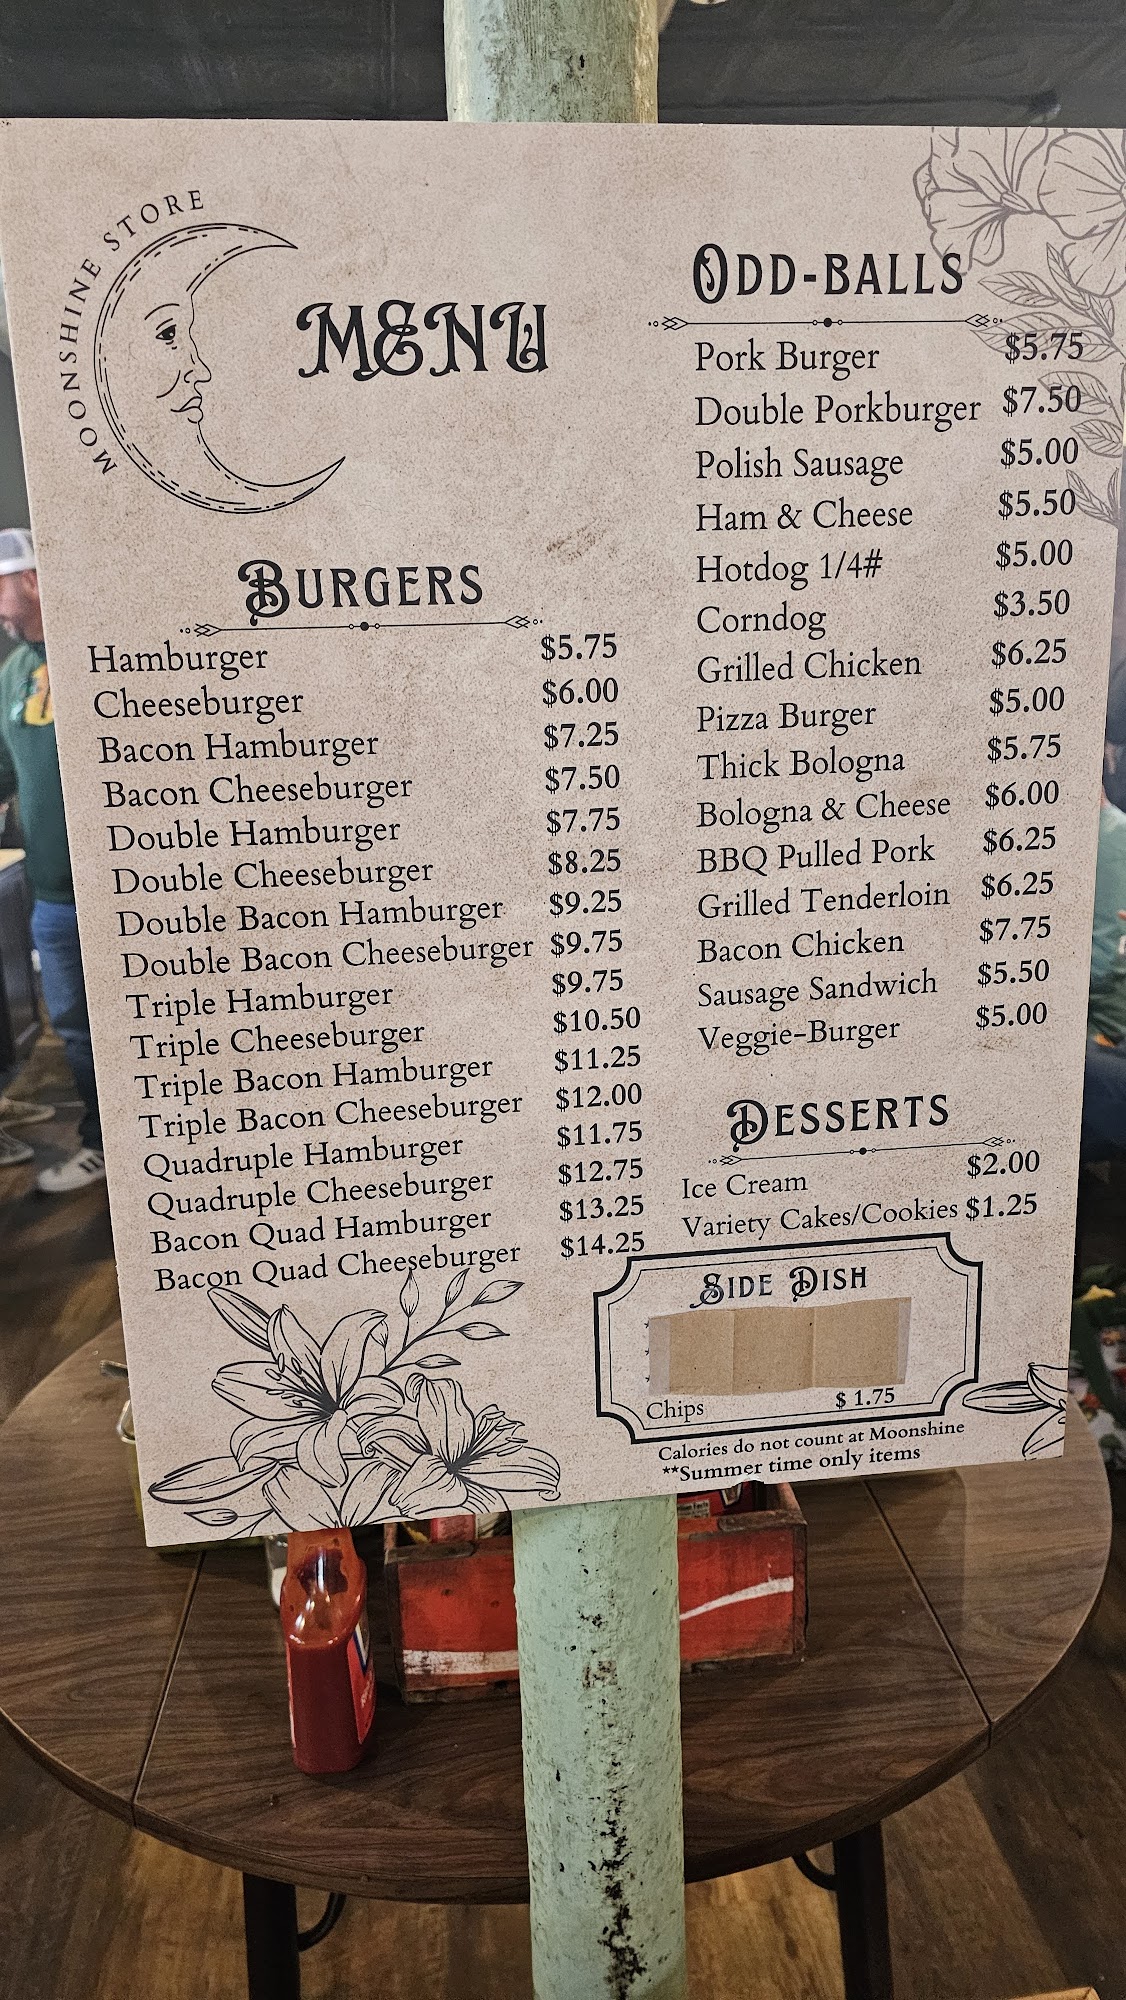 MOONSHINE STORE
MENU
BURGERS
Hamburger $5.75
Cheeseburger $6.00
Bacon Hamburger $7.25
Bacon Cheeseburger $7.50
Double Hamburger $7.75
Double Cheeseburger $8.25
Double Bacon Hamburger $9.25
Double Bacon Cheeseburger $9.75
Triple Hamburger $9.75
Triple Cheeseburger $10.50
Triple Bacon Hamburger $11.25
Triple Bacon Cheeseburger $12.00
Quadruple Hamburger $11.75
Quadruple Cheeseburger $12.75
Bacon Quad Hamburger $13.25
Bacon Quad Cheeseburger $14.25
ODD-BALLS
Pork Burger $5.75
Double Porkburger $7.50
Polish Sausage $5.00
Ham & Cheese $5.50
Hotdog 1/4# $5.00
Corndog $3.50
Grilled Chicken $6.25
Pizza Burger $5.00
Thick Bologna $5.75
Bologna & Cheese $6.00
BBQ Pulled Pork $6.25
Grilled Tenderloin $6.25
Bacon Chicken $7.75
Sausage Sandwich $5.50
Veggie-Burger $5.00
DESSERTS
Ice Cream $2.00
Variety Cakes/Cookies $1.25
SIDE DISH
Chips $ 1.75
Calories do not count at Moonshine
**Summer time only items